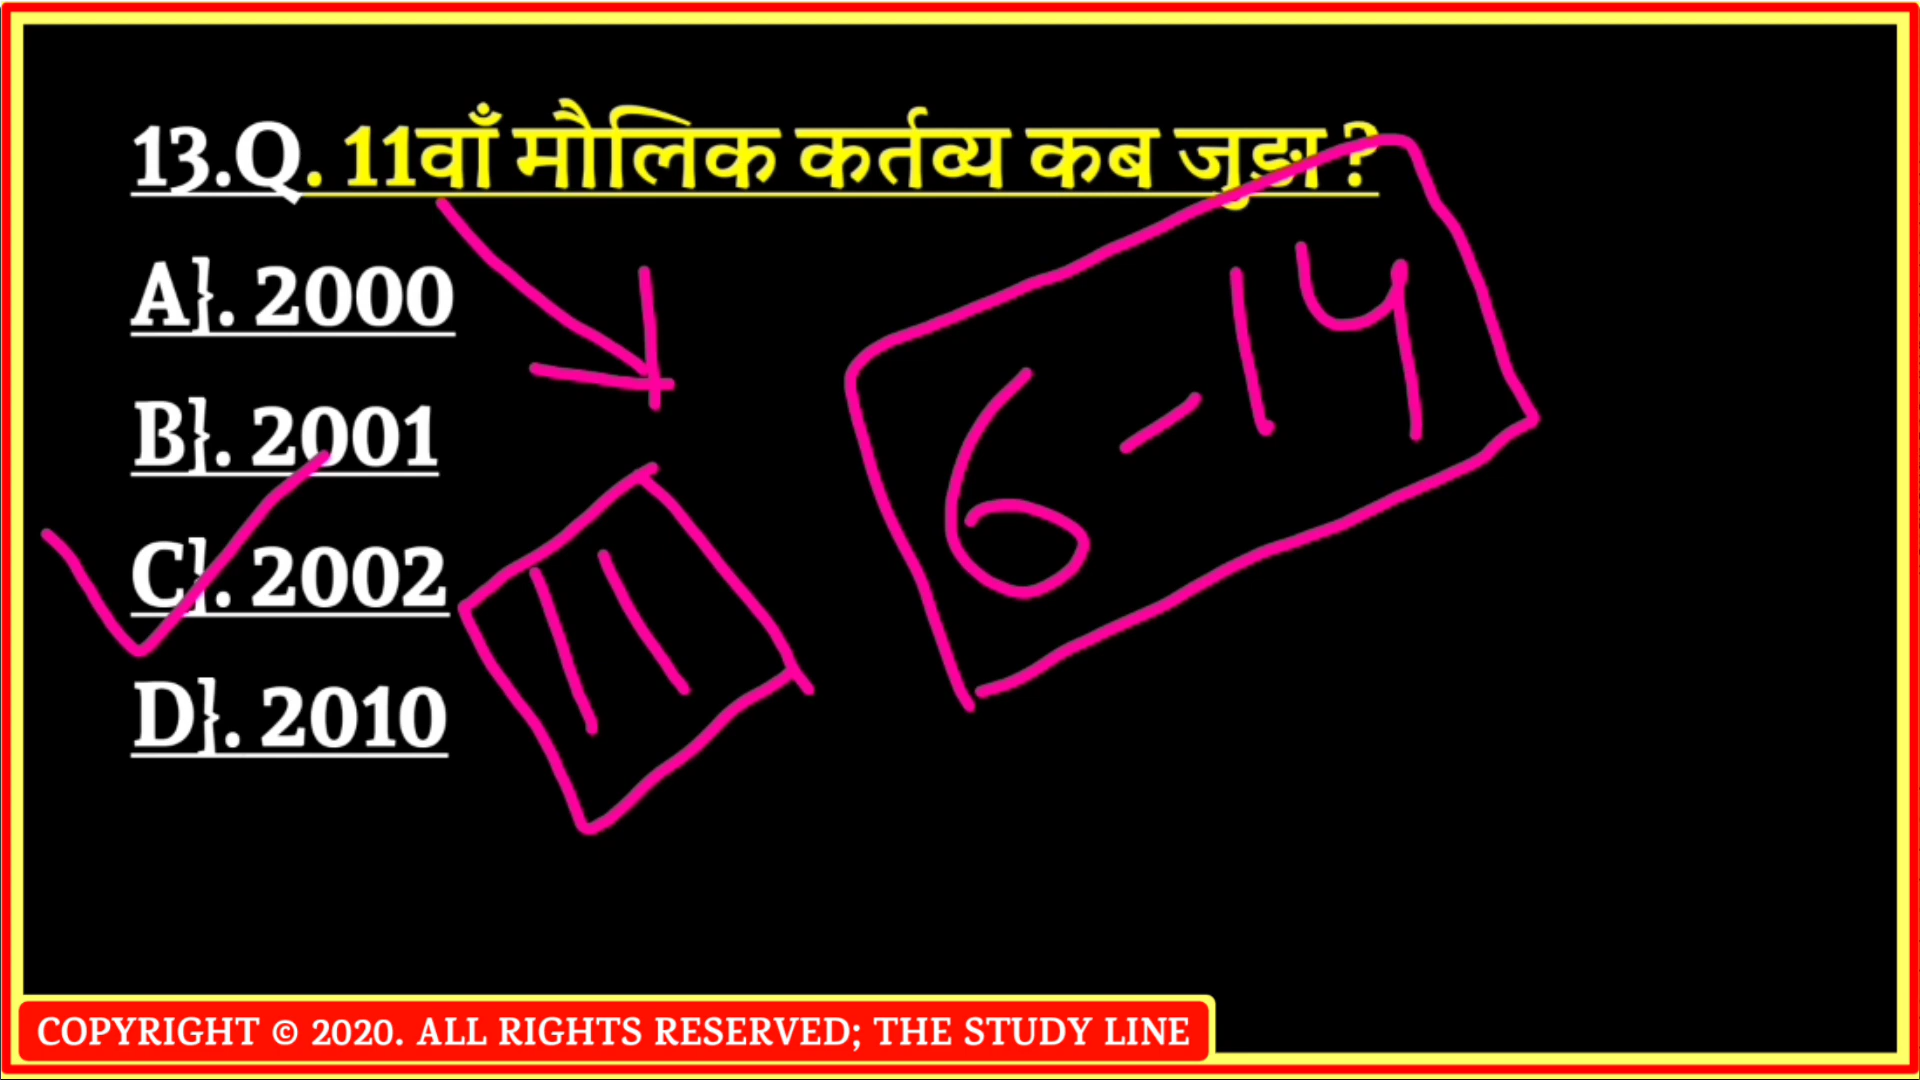 13.Q. 11वाँ मौलिक कर्तव्य कब जुड़ा ?
A}. 2000
B}. 2001
C}. 2002
D}. 2010
6-14
11
COPYRIGHT © 2020. ALL RIGHTS RESERVED; THE STUDY LINE